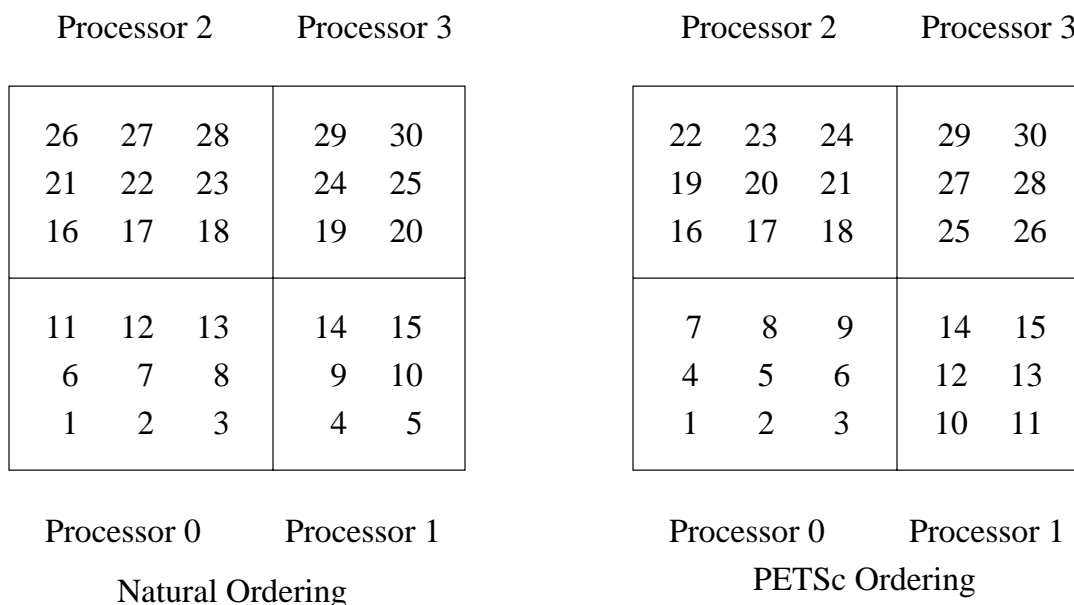 Processor 2 Processor 3 Processor 2 Processor 3
26 27 28 29 30 22 23 24 29 30
21 22 23 24 25 19 20 21 27 28
16 17 18 19 20 16 17 18 25 26
11 12 13 14 15 7 8 9 14 15
6 7 8 9 10 4 5 6 12 13
1 2 3 4 5 1 2 3 10 11
Processor 0 Processor 1 Processor 0 Processor 1
Natural Ordering PETSc Ordering